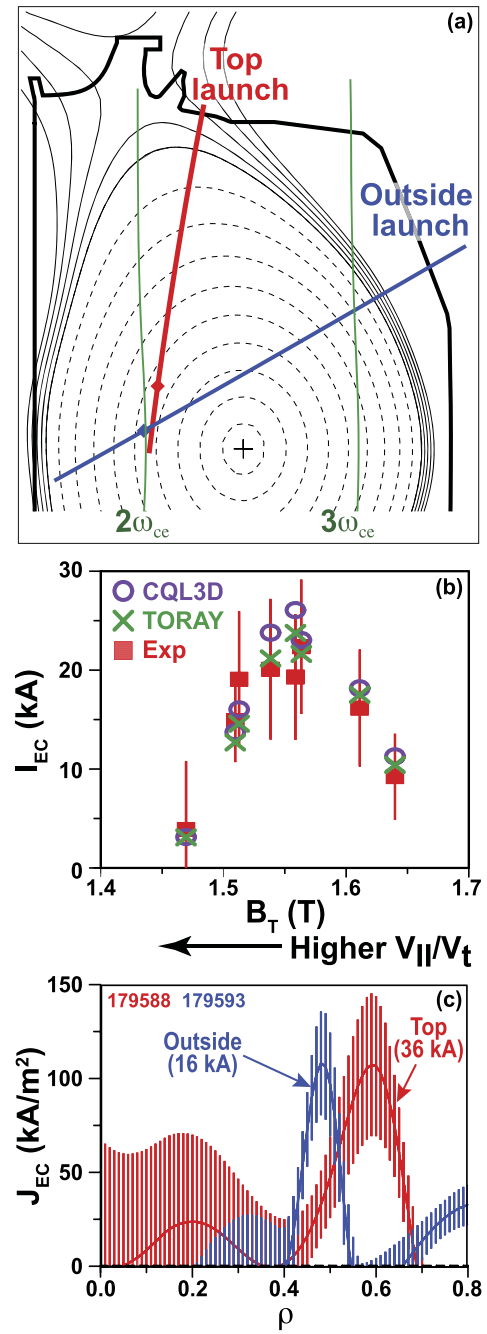 (a)
Top
launch
Outside
launch
2ω_ce
3ω_ce
30
(b)
CQL3D
TORAY
Exp
20
10
0
I_EC (kA)
1.4
1.5
1.6
1.7
B_T (T)
Higher V_||/V_t
150
179588 179593
(c)
Outside
(16 kA)
Top
(36 kA)
100
50
0
J_EC (kA/m²)
0.0
0.2
0.4
0.6
0.8
ρ